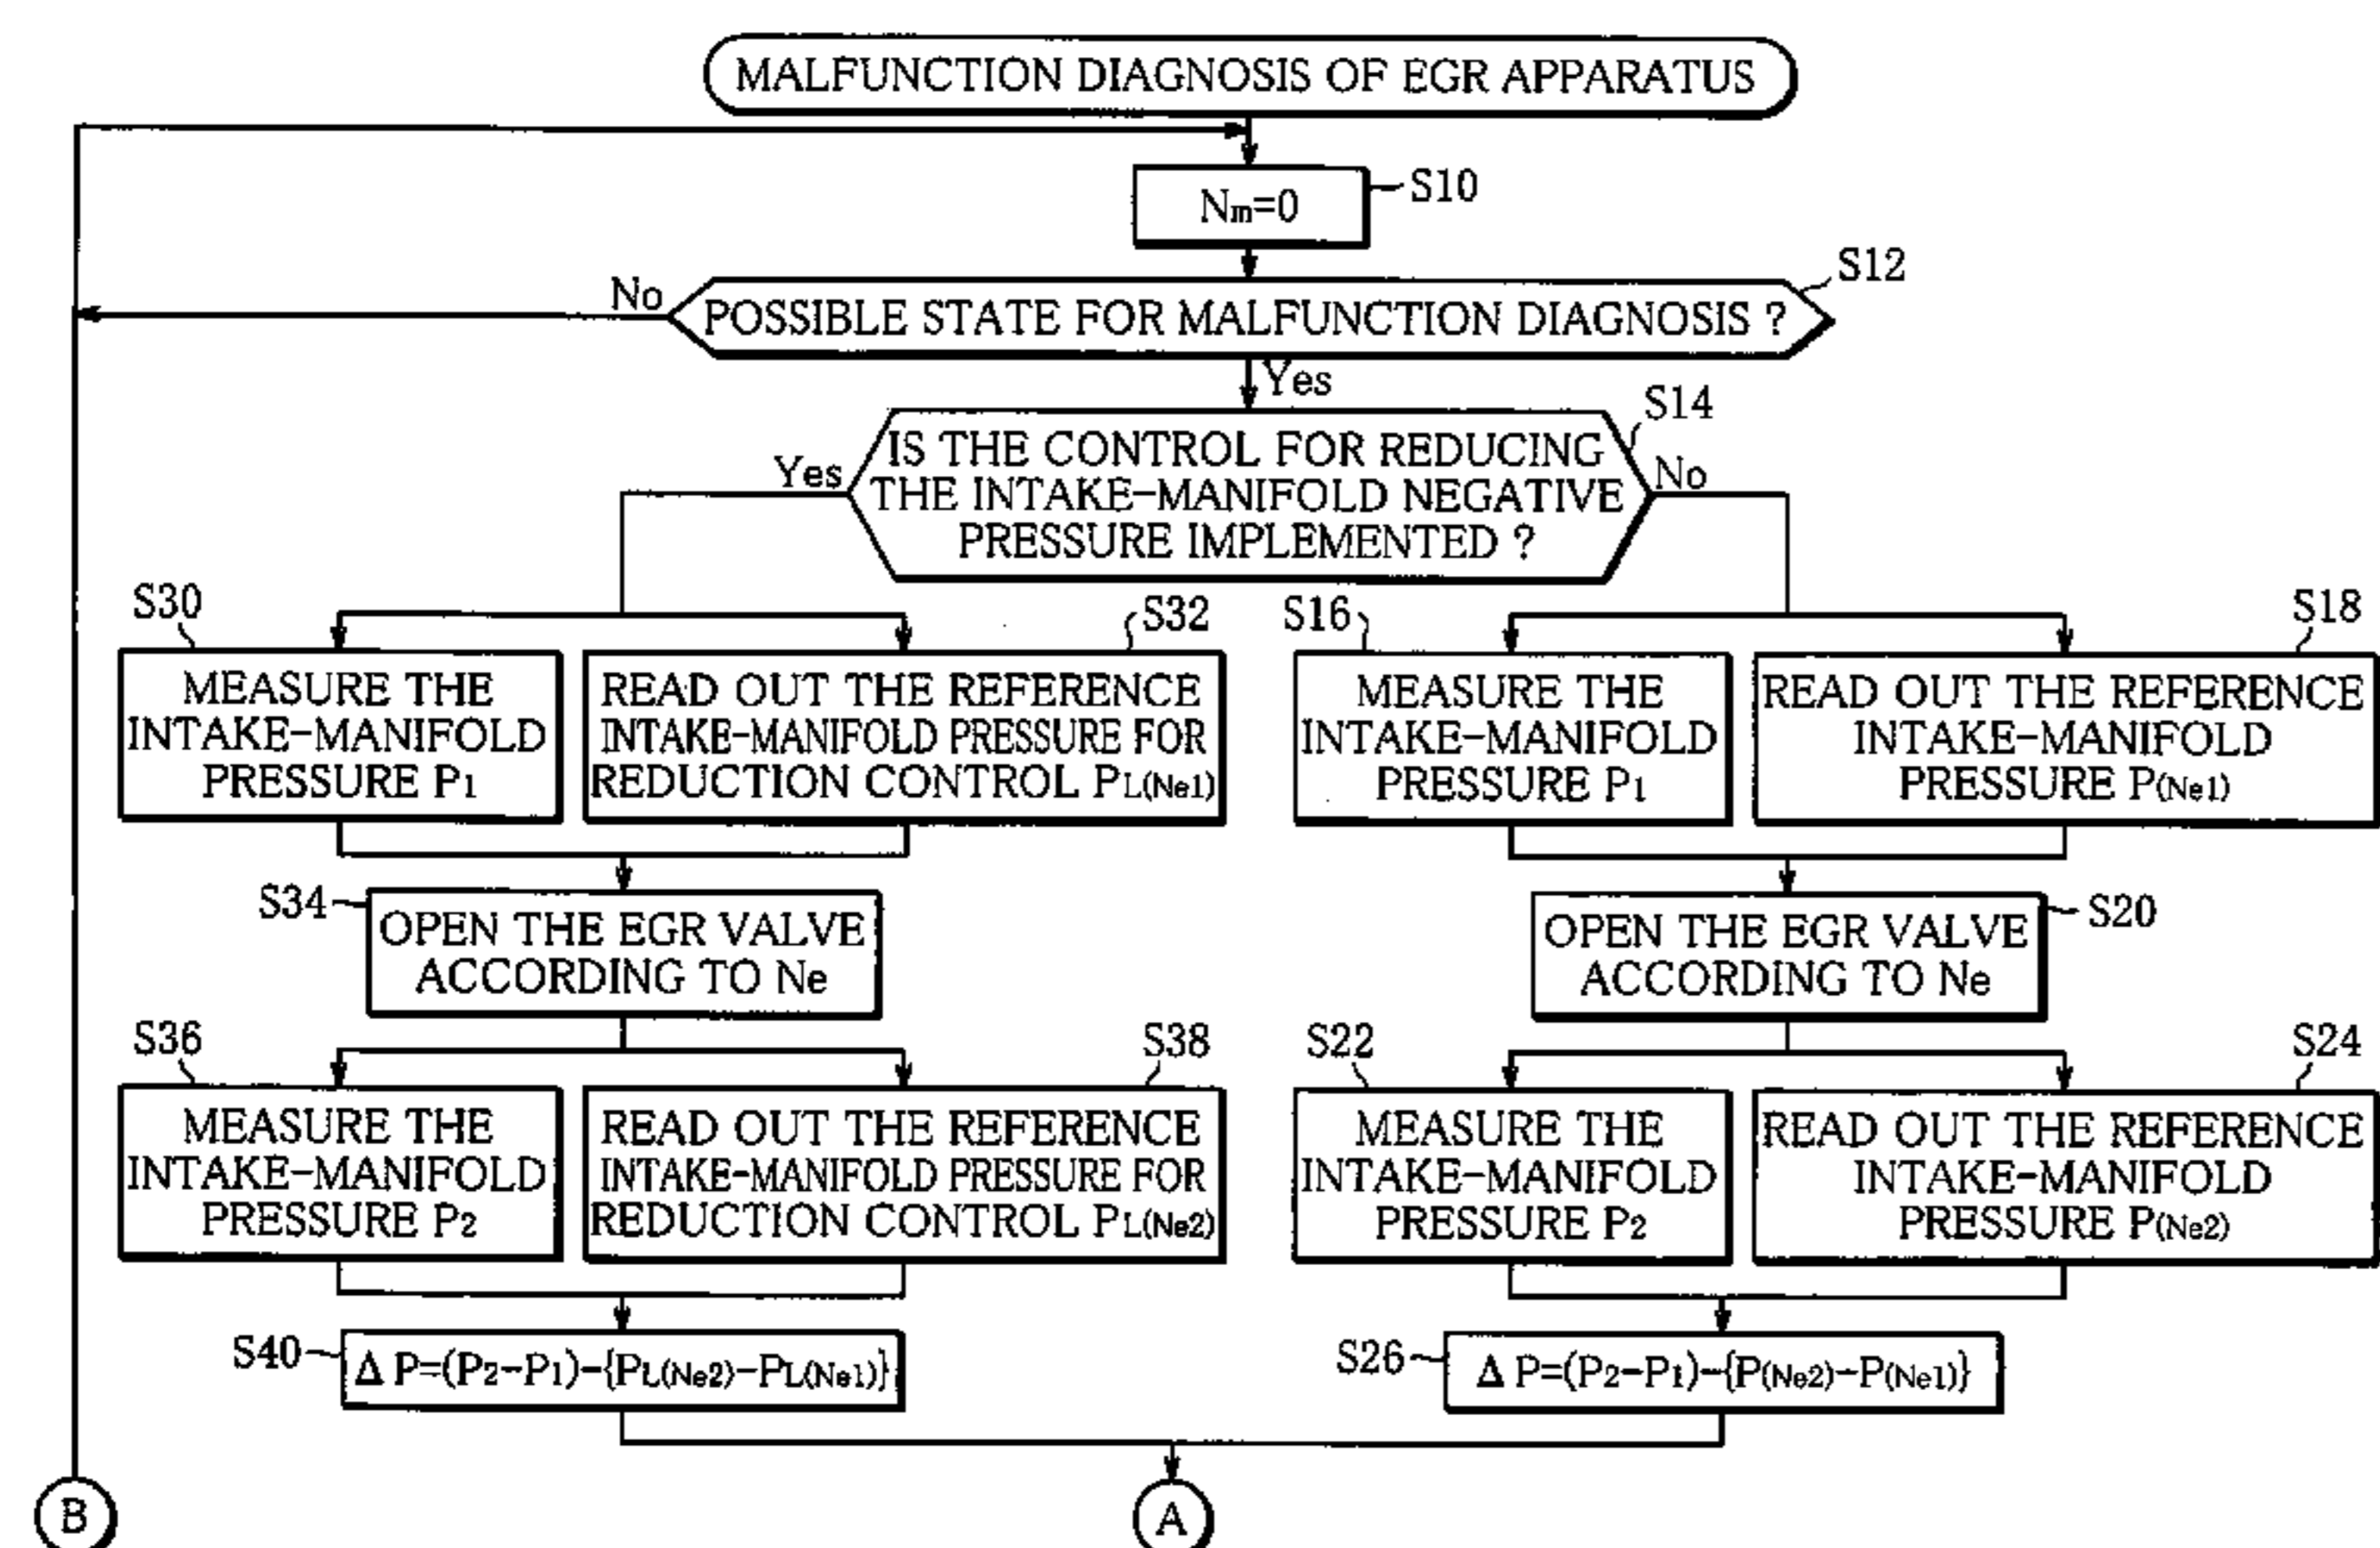 MALFUNCTION DIAGNOSIS OF EGR APPARATUS
Nm=0
S10
S12
No
POSSIBLE STATE FOR MALFUNCTION DIAGNOSIS ?
Yes
S14
Yes
IS THE CONTROL FOR REDUCING
THE INTAKE-MANIFOLD NEGATIVE
PRESSURE IMPLEMENTED ?
No
S30
MEASURE THE
INTAKE-MANIFOLD
PRESSURE P1
S32
READ OUT THE REFERENCE
INTAKE-MANIFOLD PRESSURE FOR
REDUCTION CONTROL PL(Ne1)
S16
MEASURE THE
INTAKE-MANIFOLD
PRESSURE P1
S18
READ OUT THE REFERENCE
INTAKE-MANIFOLD
PRESSURE P(Ne1)
S34
OPEN THE EGR VALVE
ACCORDING TO Ne
S20
OPEN THE EGR VALVE
ACCORDING TO Ne
S36
MEASURE THE
INTAKE-MANIFOLD
PRESSURE P2
S38
READ OUT THE REFERENCE
INTAKE-MANIFOLD PRESSURE FOR
REDUCTION CONTROL PL(Ne2)
S22
MEASURE THE
INTAKE-MANIFOLD
PRESSURE P2
S24
READ OUT THE REFERENCE
INTAKE-MANIFOLD
PRESSURE P(Ne2)
S40
Δ P=(P2-P1)-{PL(Ne2)-PL(Ne1)}
S26
Δ P=(P2-P1)-{P(Ne2)-P(Ne1)}
B
A